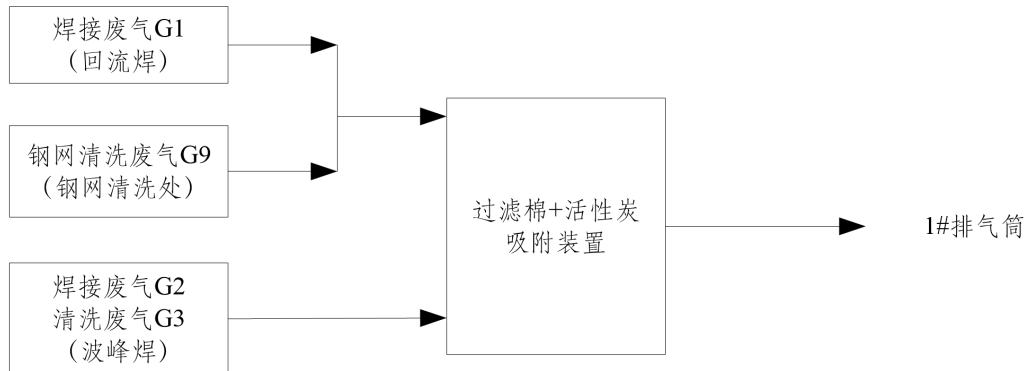 焊接废气G1
（回流焊）
钢网清洗废气G9
（钢网清洗处）
焊接废气G2
清洗废气G3
（波峰焊）
过滤棉+活性炭
吸附装置
1#排气筒